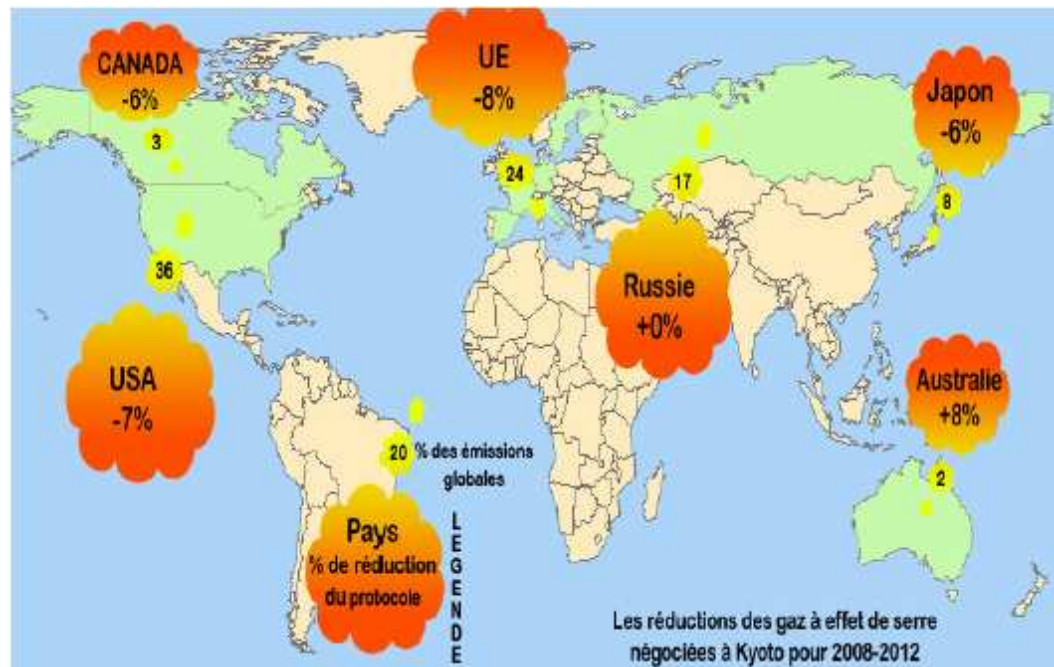 CANADA
-6%
3
UE
-8%
24
Japon
-6%
8
17
Russie
+0%
36
USA
-7%
Australie
+8%
2
20 % des émissions
globales
Pays
% de réduction
du protocole
LEGENDE
Les réductions des gaz à effet de serre
négociées à Kyoto pour 2008-2012